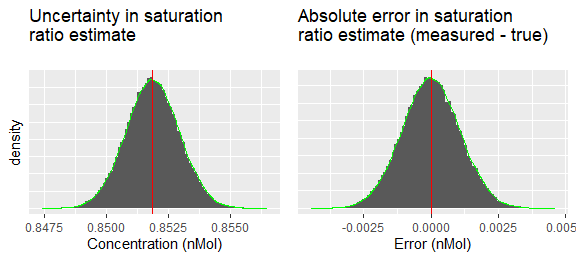 Uncertainty in saturation
ratio estimate
density
0.8475 0.8500 0.8525 0.8550
Concentration (nMol)
Absolute error in saturation
ratio estimate (measured - true)
-0.0025 0.0000 0.0025 0.005
Error (nMol)